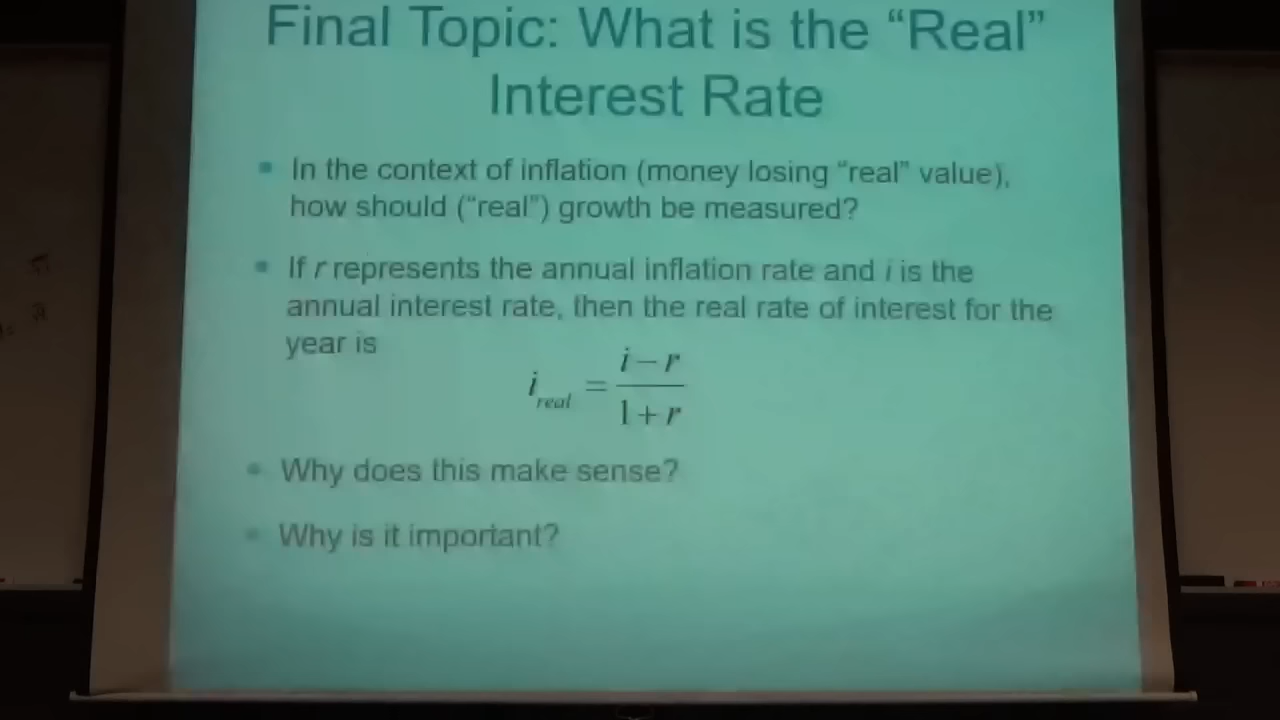 Final Topic: What is the “Real”
Interest Rate
In the context of inflation (money losing “real” value),
how should (“real”) growth be measured?
If r represents the annual inflation rate and i is the
annual interest rate, then the real rate of interest for the
year is
i_real = (i − r) / (1 + r)
Why does this make sense?
Why is it important?